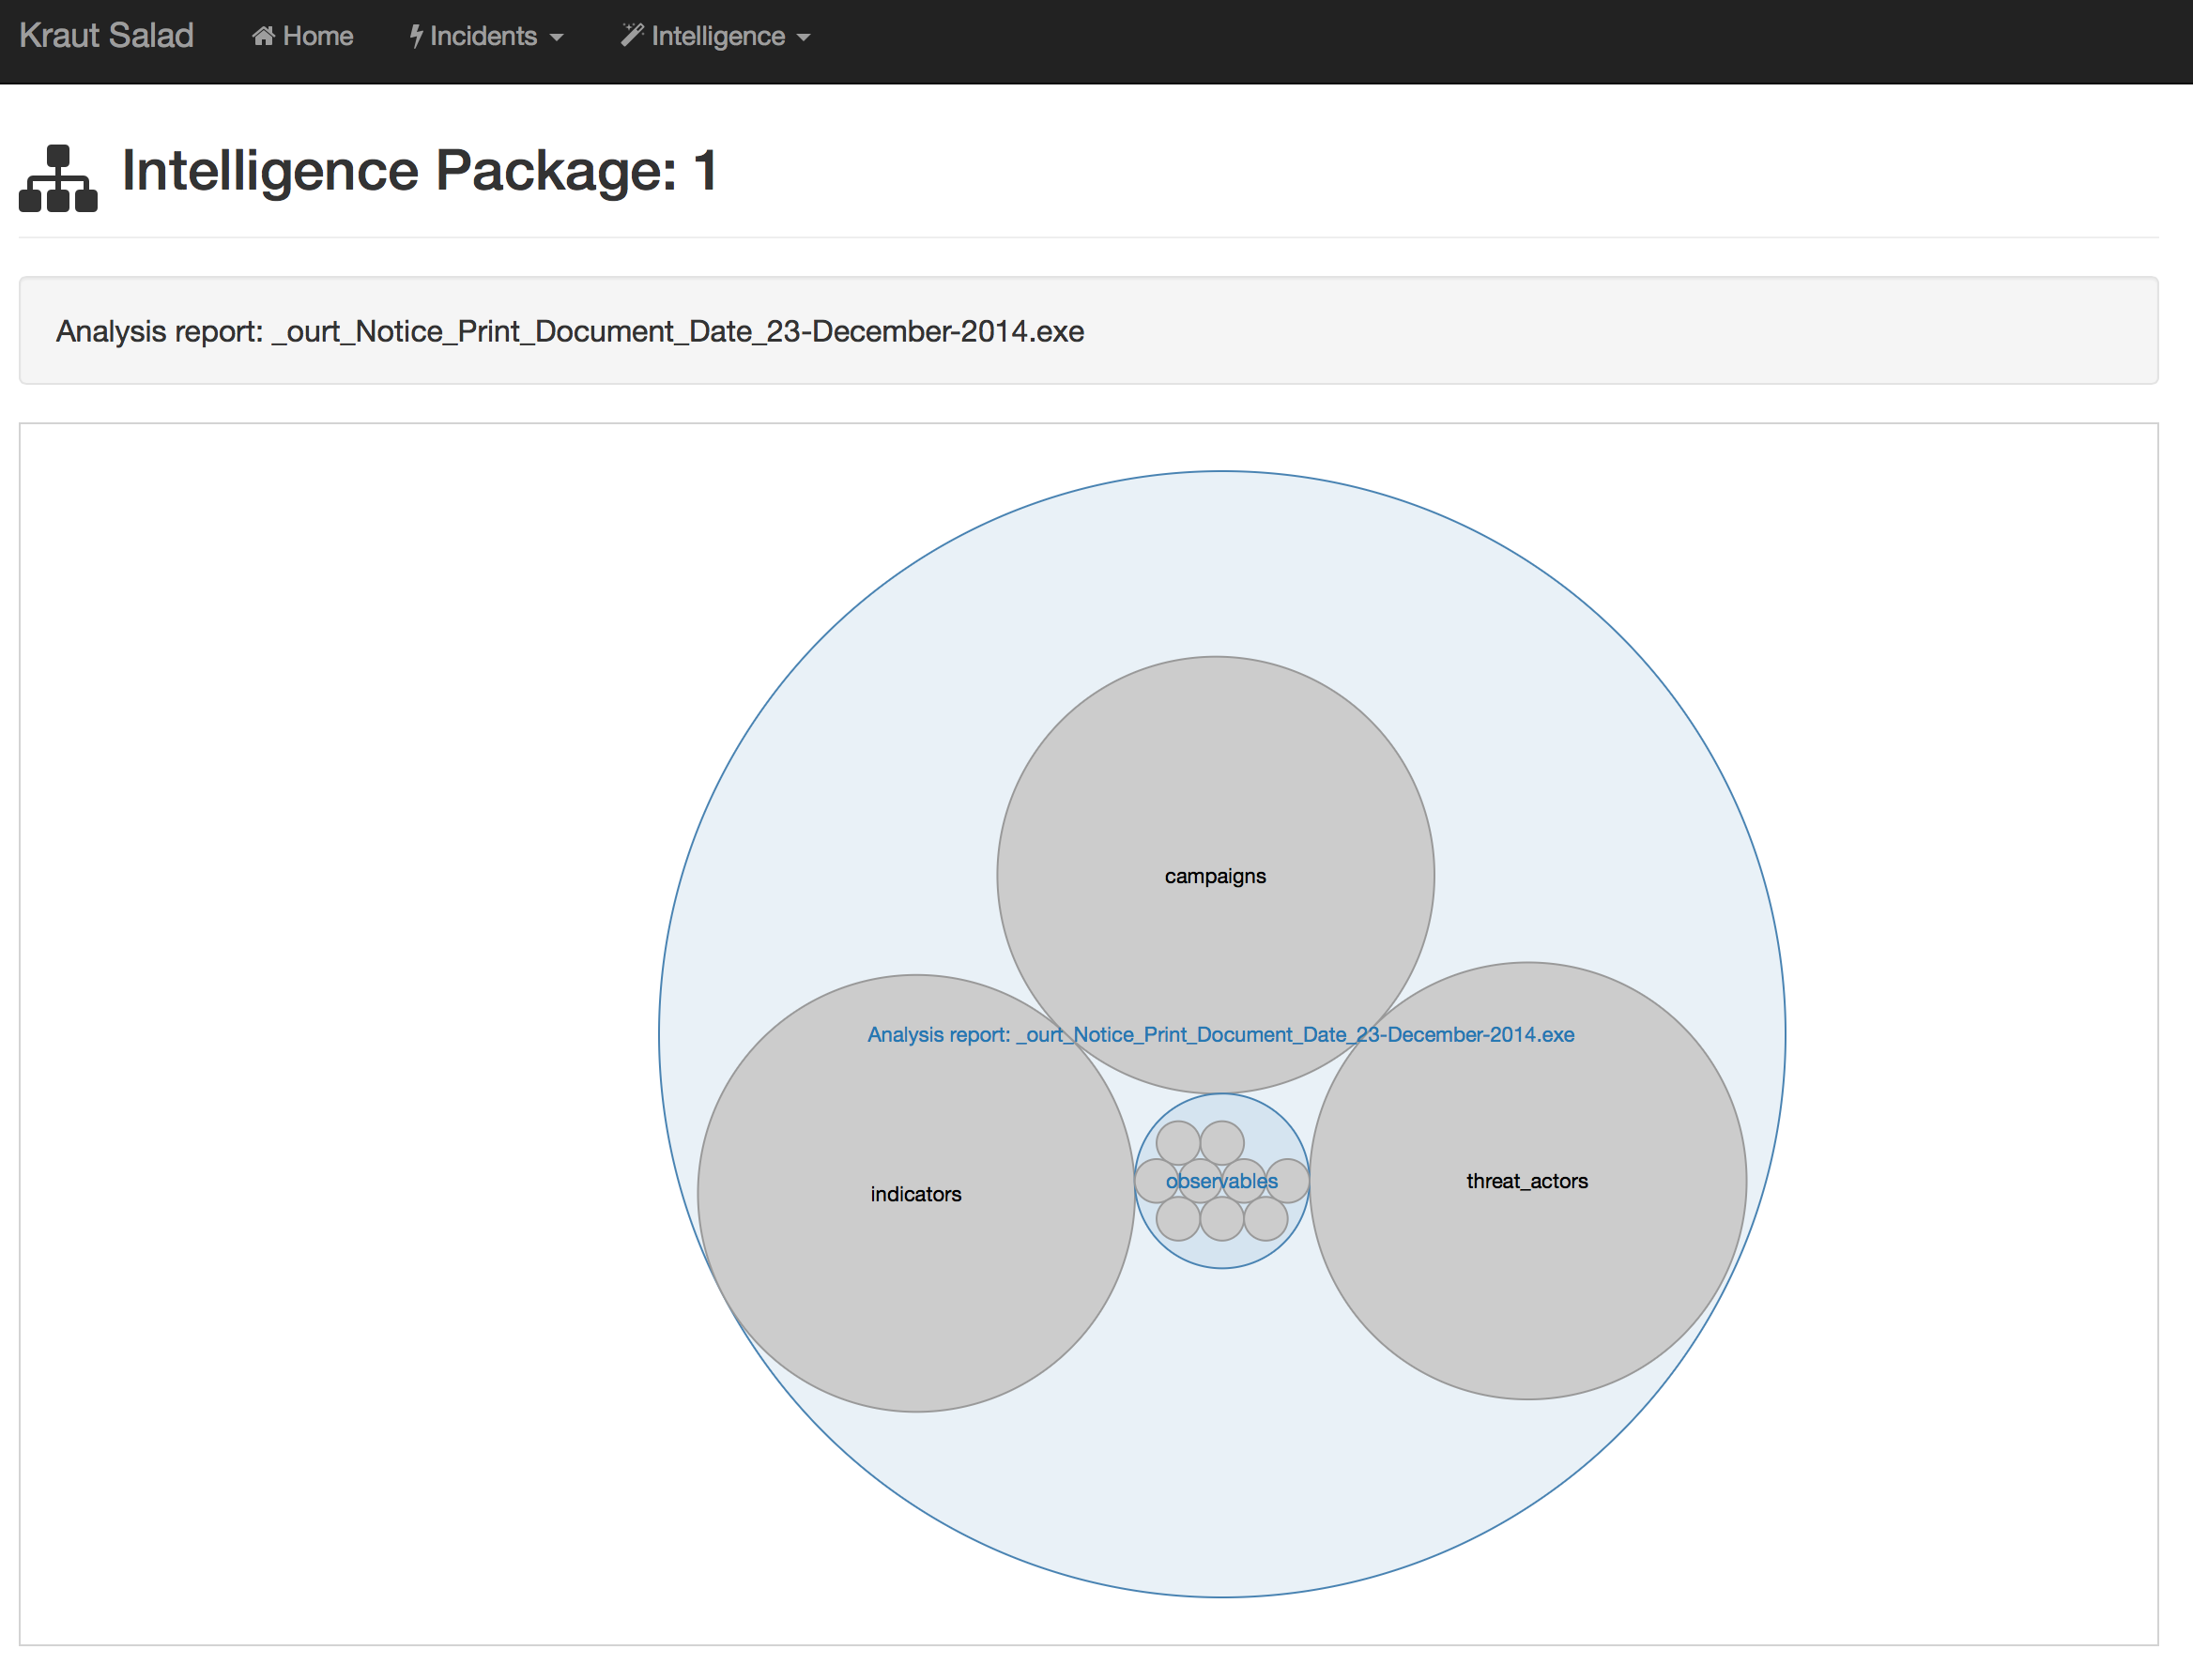 Kraut Salad Home Incidents Intelligence
Intelligence Package: 1
Analysis report: _ourt_Notice_Print_Document_Date_23-December-2014.exe
campaigns
Analysis report: _ourt_Notice_Print_Document_Date_23-December-2014.exe
indicators
observables
threat_actors